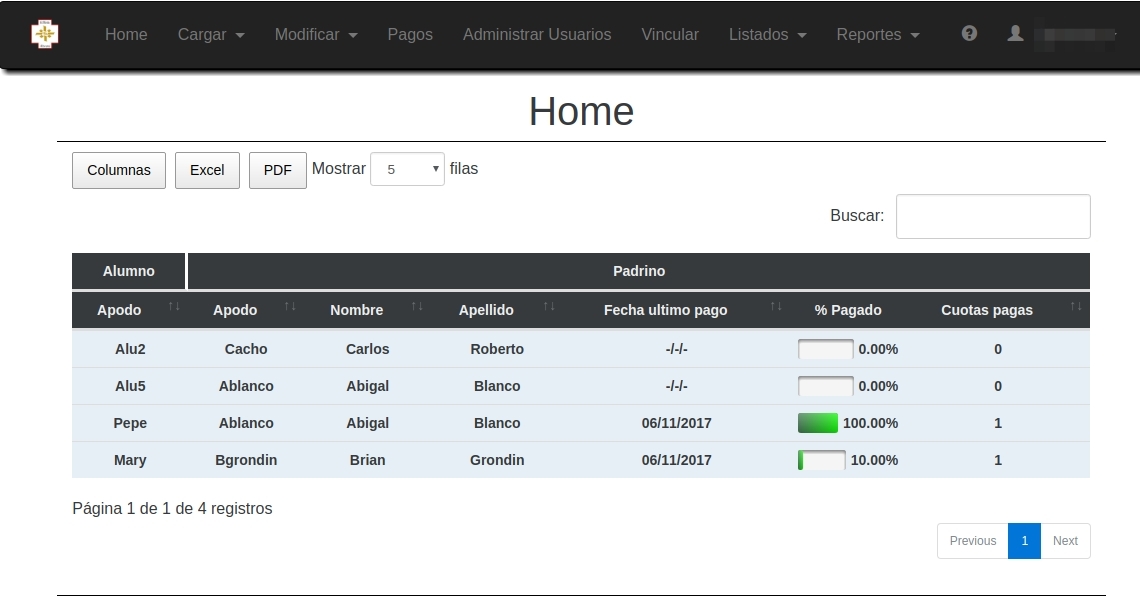 Home Cargar Modificar Pagos Administrar Usuarios Vincular Listados Reportes
Home
Columnas Excel PDF Mostrar 5 filas
Buscar:
Alumno Padrino
Apodo Apodo Nombre Apellido Fecha ultimo pago % Pagado Cuotas pagas
Alu2 Cacho Carlos Roberto -/-/- 0.00% 0
Alu5 Ablanco Abigal Blanco -/-/- 0.00% 0
Pepe Ablanco Abigal Blanco 06/11/2017 100.00% 1
Mary Bgrondin Brian Grondin 06/11/2017 10.00% 1
Página 1 de 1 de 4 registros
Previous 1 Next